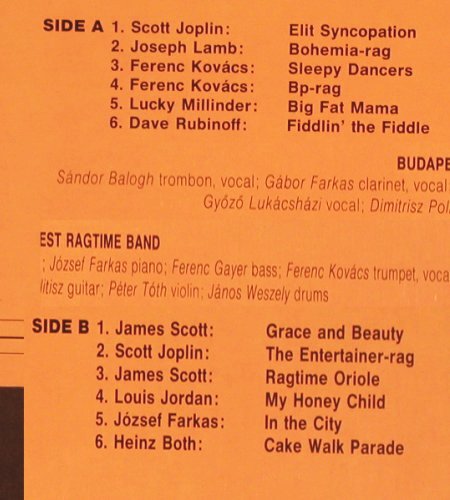 SIDE A 1. Scott Joplin: Elit Syncopation
2. Joseph Lamb: Bohemia-rag
3. Ferenc Kovács: Sleepy Dancers
4. Ferenc Kovács: Bp-rag
5. Lucky Millinder: Big Fat Mama
6. Dave Rubinoff: Fiddlin' the Fiddle
BUDAPE
Sándor Balogh trombon, vocal; Gábor Farkas clarinet, vocal
Győző Lukácsházi vocal; Dimitrisz Pol
EST RAGTIME BAND
; József Farkas piano; Ferenc Gayer bass; Ferenc Kovács trumpet, voca
litisz guitar; Péter Tóth violin; János Weszely drums
SIDE B 1. James Scott: Grace and Beauty
2. Scott Joplin: The Entertainer-rag
3. James Scott: Ragtime Oriole
4. Louis Jordan: My Honey Child
5. József Farkas: In the City
6. Heinz Both: Cake Walk Parade